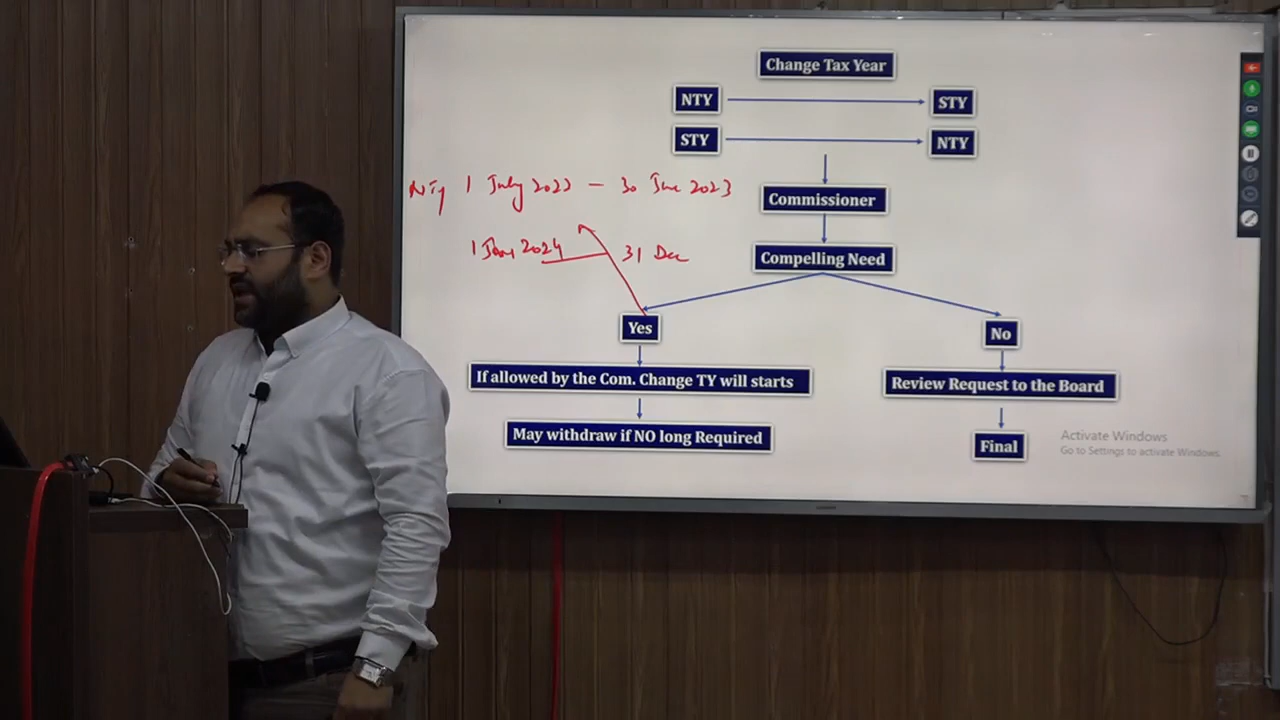 Change Tax Year
NTY STY
STY NTY
NTY 1 July 2022 – 30 June 2023
Commissioner
1 Jan 2024 31 Dec
Compelling Need
Yes No
If allowed by the Com. Change TY will starts
Review Request to the Board
May withdraw if NO long Required
Final
Activate Windows
Go to Settings to activate Windows.